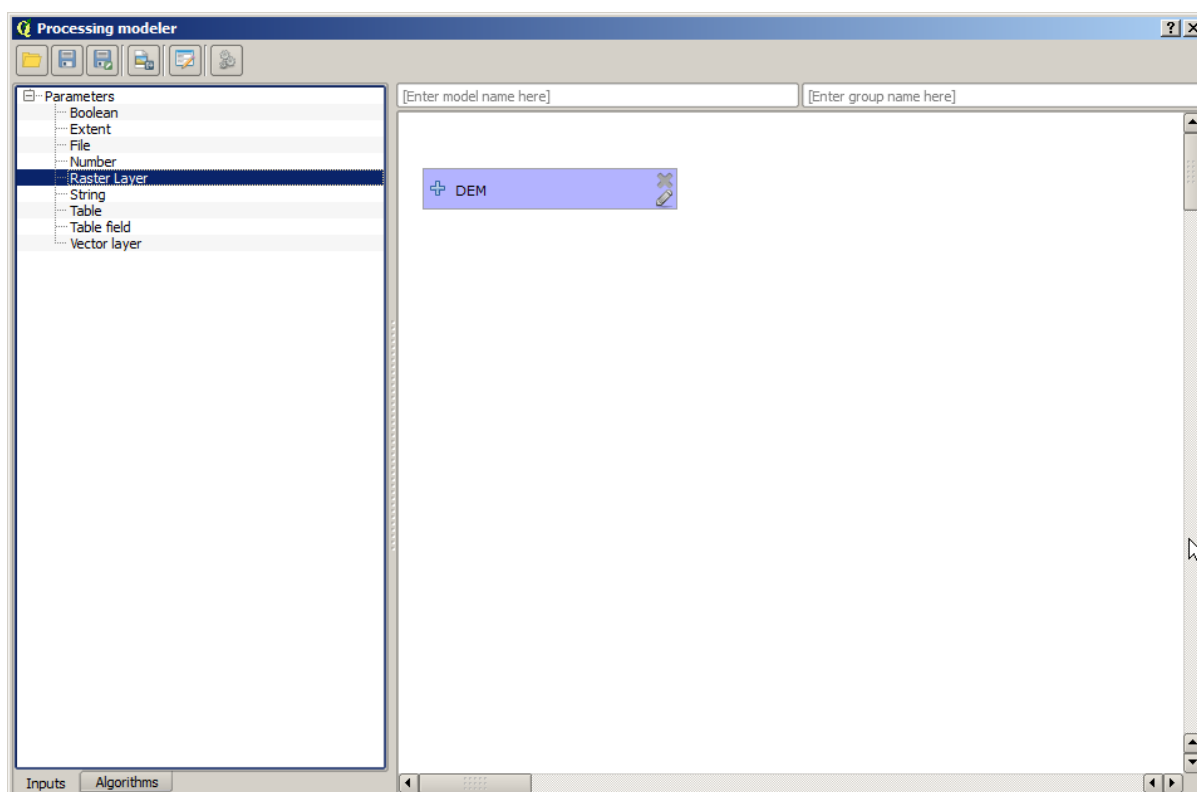 Processing modeler
Parameters
Boolean
Extent
File
Number
Raster Layer
String
Table
Table field
Vector layer
[Enter model name here]
[Enter group name here]
DEM
Inputs
Algorithms